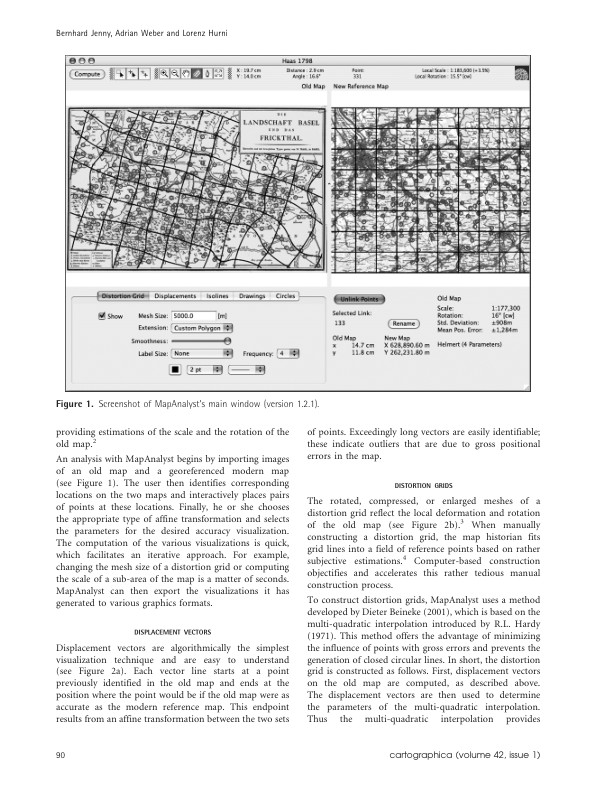 Bernhard Jenny, Adrian Weber and Lorenz Hurni
Haas 1798
Compute
X : 19.7 cm
Y : 14.0 cm
Distance : 2.9 cm
Angle : 16.6°
Point:
331
Local Scale : 1:180,600 (+3.5%)
Local Rotation : 15.5° [cw]
Old Map
New Reference Map
DIE
LANDSCHAFT BASEL
UND DAS
FRICKTHAL.
Distortion Grid
Displacements
Isolines
Drawings
Circles
Show
Mesh Size: 5000.0 [m]
Extension: Custom Polygon
Smoothness:
Label Size: None
Frequency: 4
2 pt
Unlink Points
Selected Link:
133
Rename
Old Map
x 14.7 cm
y 11.8 cm
New Map
X 628,890.60 m
Y 262,231.80 m
Old Map
Scale: 1:177,300
Rotation: 16° [cw]
Std. Deviation: ±908m
Mean Pos. Error: ±1,284m
Helmert (4 Parameters)
Figure 1. Screenshot of MapAnalyst's main window (version 1.2.1).
providing estimations of the scale and the rotation of the
old map.2
An analysis with MapAnalyst begins by importing images
of an old map and a georeferenced modern map
(see Figure 1). The user then identifies corresponding
locations on the two maps and interactively places pairs
of points at these locations. Finally, he or she chooses
the appropriate type of affine transformation and selects
the parameters for the desired accuracy visualization.
The computation of the various visualizations is quick,
which facilitates an iterative approach. For example,
changing the mesh size of a distortion grid or computing
the scale of a sub-area of the map is a matter of seconds.
MapAnalyst can then export the visualizations it has
generated to various graphics formats.
DISPLACEMENT VECTORS
Displacement vectors are algorithmically the simplest
visualization technique and are easy to understand
(see Figure 2a). Each vector line starts at a point
previously identified in the old map and ends at the
position where the point would be if the old map were as
accurate as the modern reference map. This endpoint
results from an affine transformation between the two sets
of points. Exceedingly long vectors are easily identifiable;
these indicate outliers that are due to gross positional
errors in the map.
DISTORTION GRIDS
The rotated, compressed, or enlarged meshes of a
distortion grid reflect the local deformation and rotation
of the old map (see Figure 2b).3 When manually
constructing a distortion grid, the map historian fits
grid lines into a field of reference points based on rather
subjective estimations.4 Computer-based construction
objectifies and accelerates this rather tedious manual
construction process.
To construct distortion grids, MapAnalyst uses a method
developed by Dieter Beineke (2001), which is based on the
multi-quadratic interpolation introduced by R.L. Hardy
(1971). This method offers the advantage of minimizing
the influence of points with gross errors and prevents the
generation of closed circular lines. In short, the distortion
grid is constructed as follows. First, displacement vectors
on the old map are computed, as described above.
The displacement vectors are then used to determine
the parameters of the multi-quadratic interpolation.
Thus the multi-quadratic interpolation provides
90
cartographica (volume 42, issue 1)